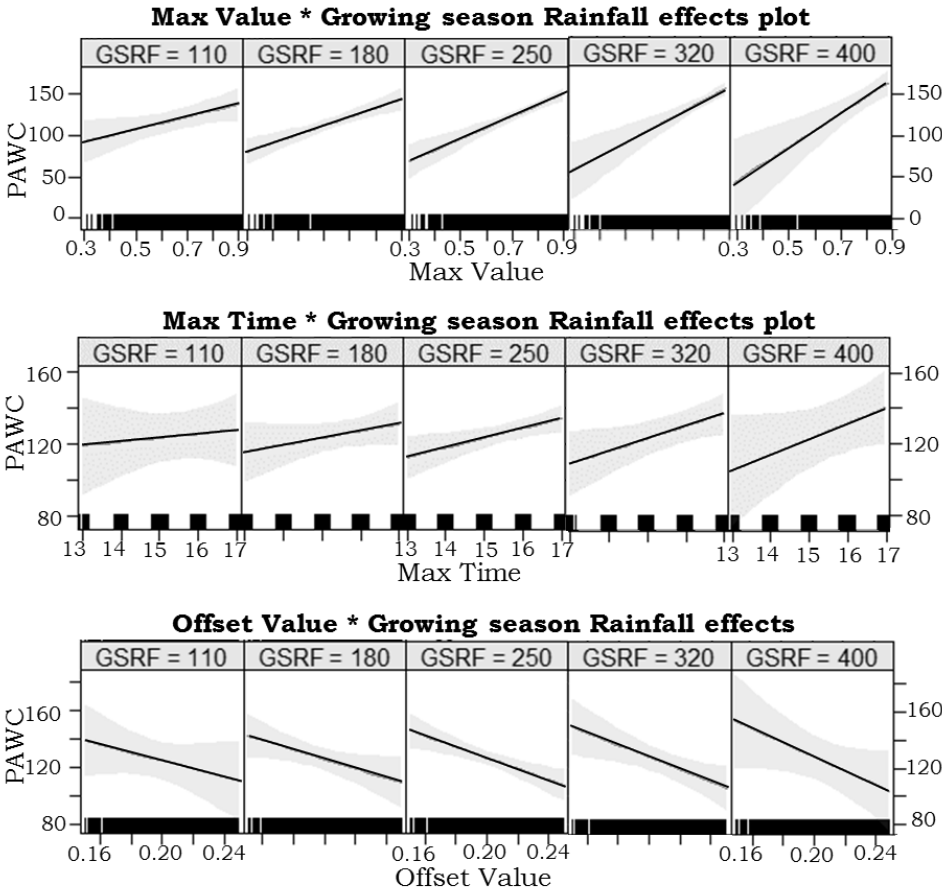 Max Value * Growing season Rainfall effects plot
GSRF = 110 GSRF = 180 GSRF = 250 GSRF = 320 GSRF = 400
150 150
100 100
50 50
0 0
PAWC
0.3 0.5 0.7 0.9 0.3 0.5 0.7 0.9 0.3 0.5 0.7 0.9
Max Value
Max Time * Growing season Rainfall effects plot
GSRF = 110 GSRF = 180 GSRF = 250 GSRF = 320 GSRF = 400
160 160
120 120
80 80
PAWC
13 14 15 16 17 13 14 15 16 17 13 14 15 16 17
Max Time
Offset Value * Growing season Rainfall effects
GSRF = 110 GSRF = 180 GSRF = 250 GSRF = 320 GSRF = 400
160 160
120 120
80 80
PAWC
0.16 0.20 0.24 0.16 0.20 0.24 0.16 0.20 0.24
Offset Value